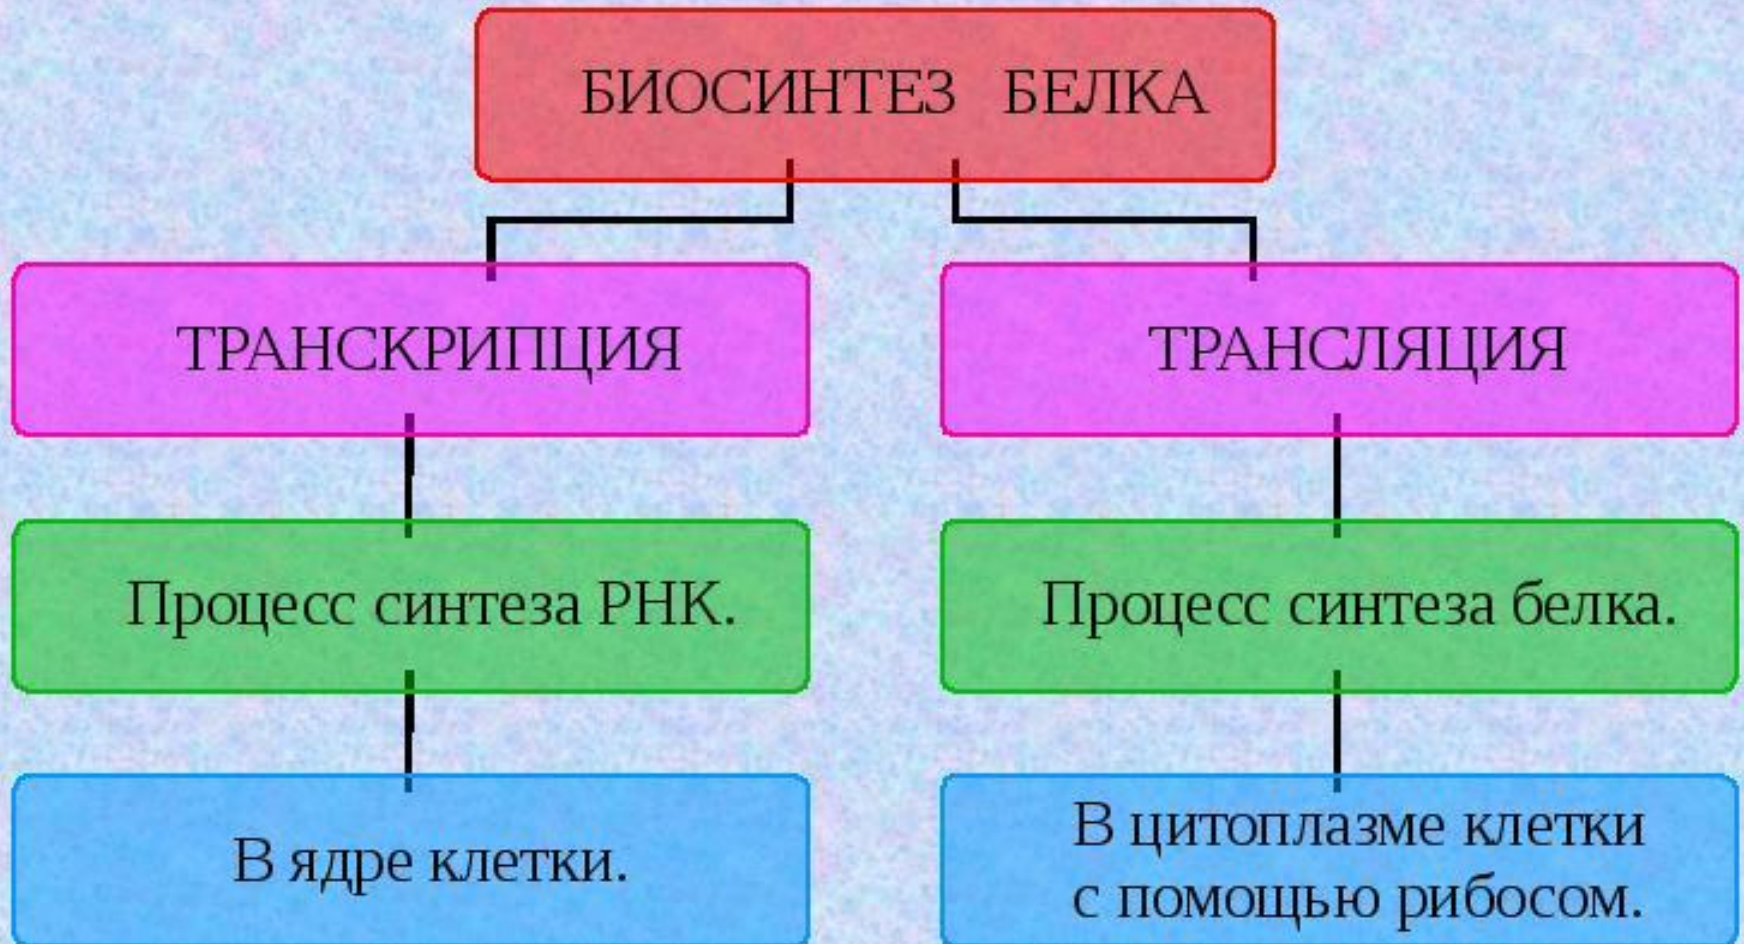 БИОСИНТЕЗ БЕЛКА
ТРАНСКРИПЦИЯ
ТРАНСЛЯЦИЯ
Процесс синтеза РНК.
Процесс синтеза белка.
В ядре клетки.
В цитоплазме клетки
с помощью рибосом.